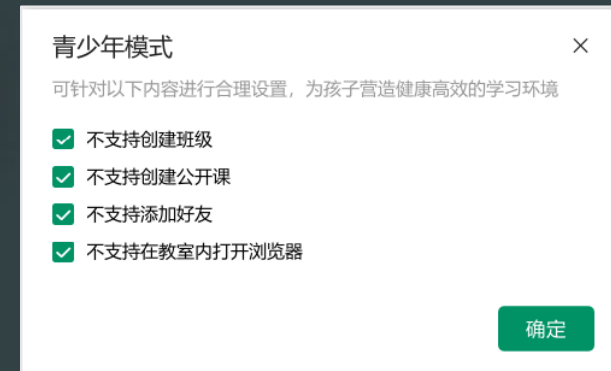 青少年模式
可针对以下内容进行合理设置，为孩子营造健康高效的学习环境
不支持创建班级
不支持创建公开课
不支持添加好友
不支持在教室内打开浏览器
确定